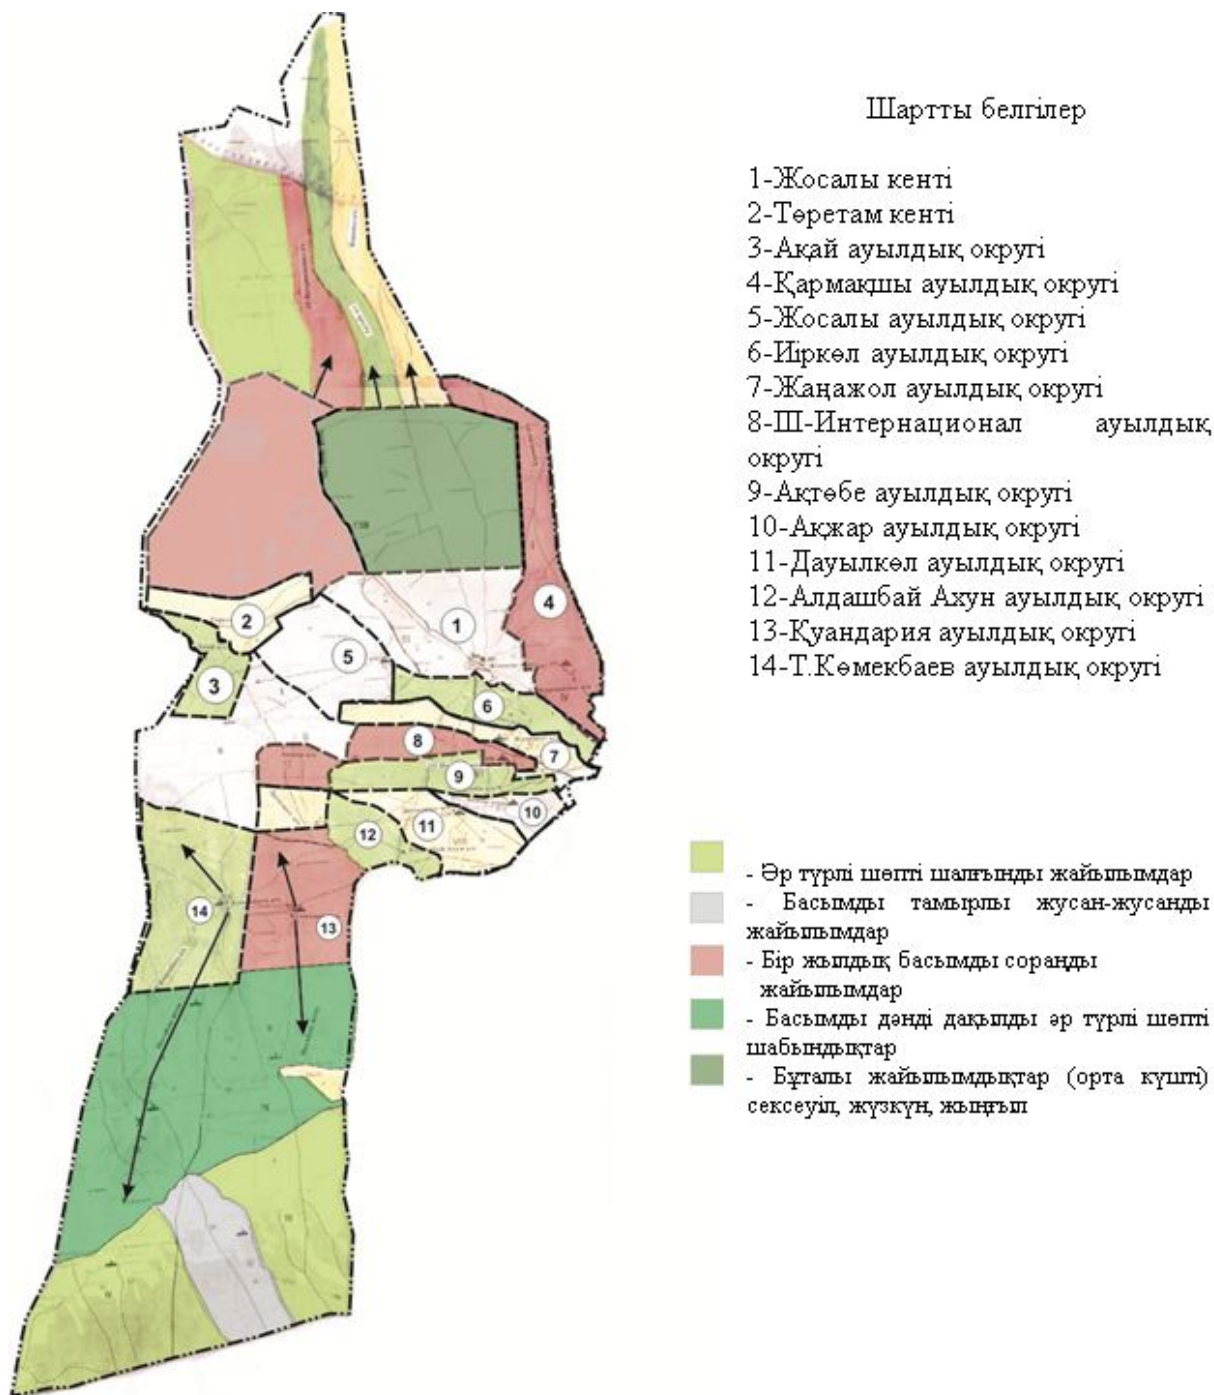 Шартты белгілер
1-Жосалы кенті
2-Төретам кенті
3-Ақай ауылдық округі
4-Қармақшы ауылдық округі
5-Жосалы ауылдық округі
6-Иіркөл ауылдық округі
7-Жаңажол ауылдық округі
8-III-Интернационал ауылдық
округі
9-Ақтөбе ауылдық округі
10-Ақжар ауылдық округі
11-Дауылкөл ауылдық округі
12-Алдашбай Ахун ауылдық округі
13-Қуандария ауылдық округі
14-Т.Көмекбаев ауылдық округі
- Әр түрлі шөпті шалғынды жайылымдар
- Басымды тамырлы жусан-жусанды
жайылымдар
- Бір жылдық басымды сораңды
жайылымдар
- Басымды дәнді дақылды әр түрлі шөпті
шабындықтар
- Бұталы жайылымдықтар (орта күшті)
сексеуіл, жүзкүн, жыңғыл
1
2
3
4
5
6
7
8
9
10
11
12
13
14